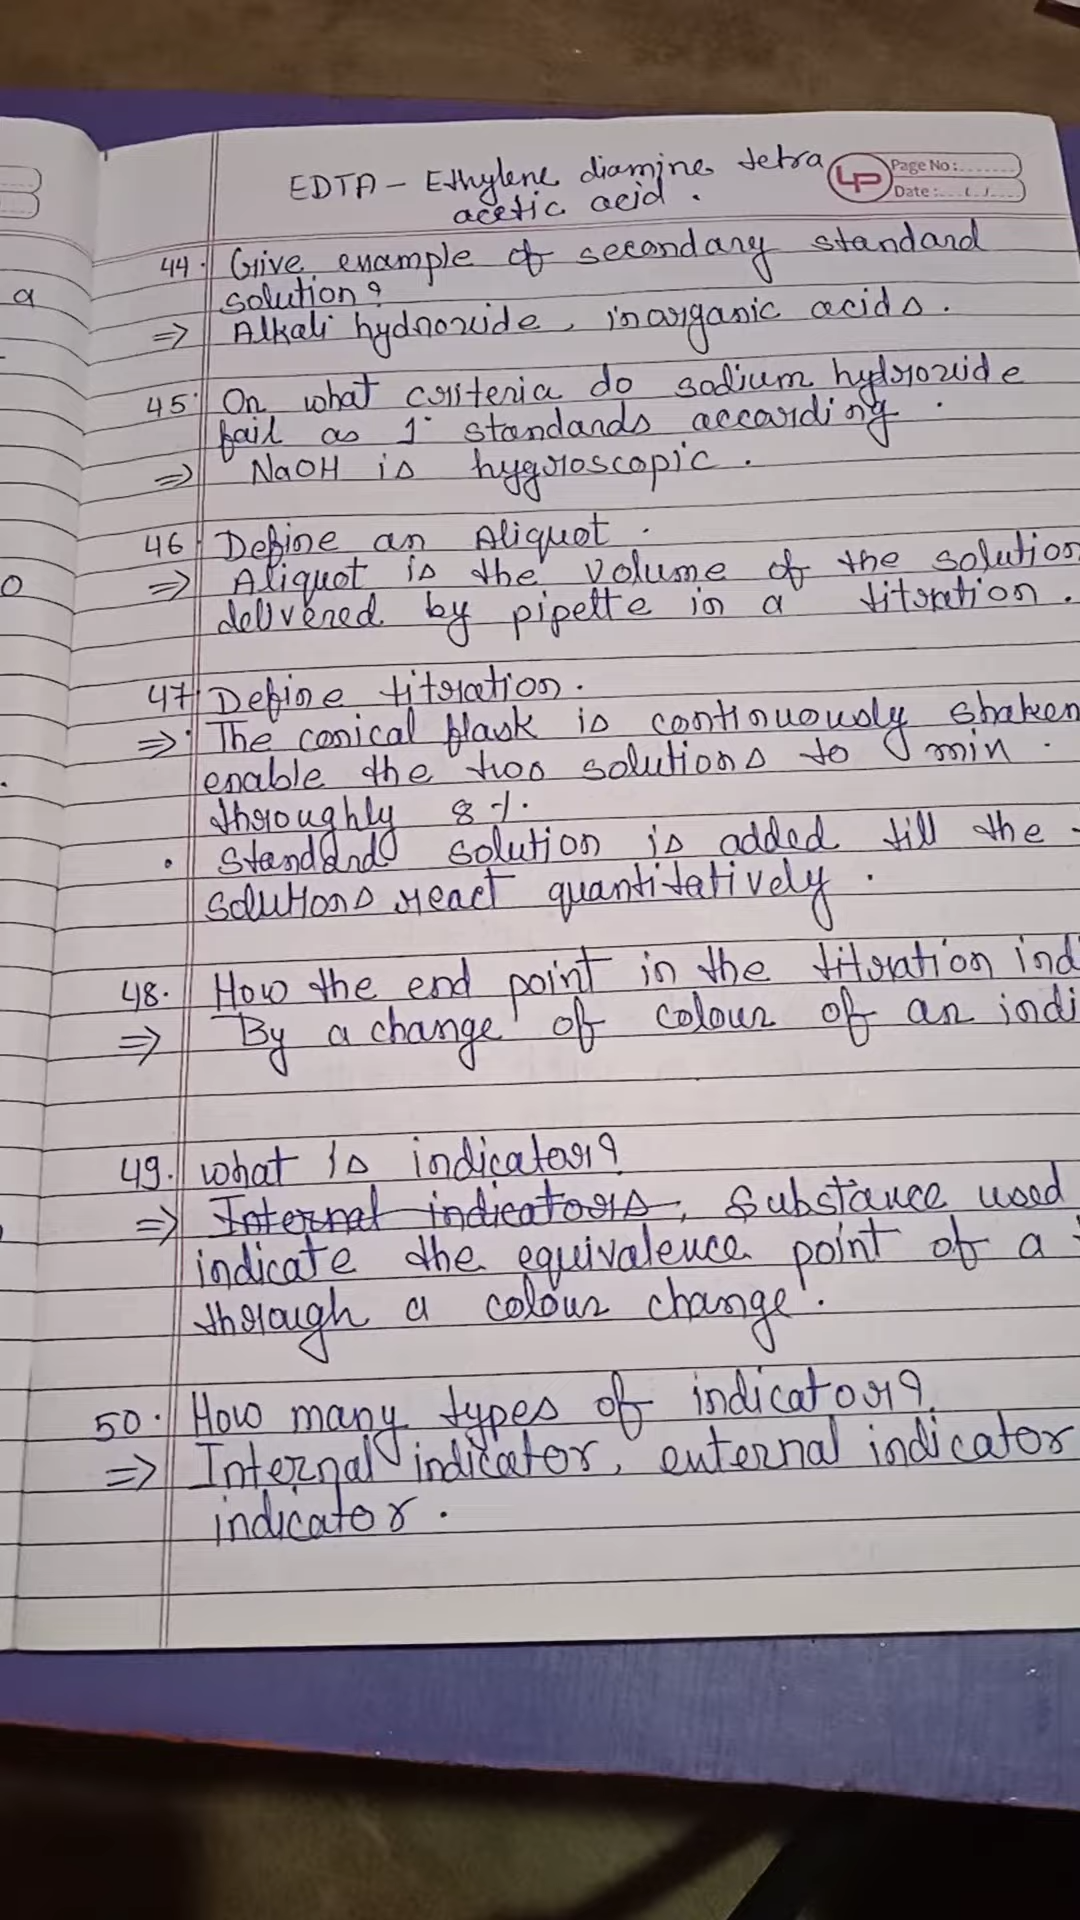 EDTA - Ethylene diamine tetra
acetic acid.
LP
Page No:
Date:
44. Give example of secondary standard
solution?
⇒ Alkali hydroxide, inorganic acids.
45. On what criteria do sodium hydroxide
fail as 1° standards according.
⇒ NaOH is hygroscopic.
46 Define an Aliquot.
⇒ Aliquot is the volume of the solution
delivered by pipette in a titration.
47 Define titration.
⇒ • The conical flask is continuously shaken
enable the two solutions to mix.
thoroughly &
• Standard solution is added till the
solutions react quantitatively.
48. How the end point in the titration ind
⇒ By a change of colour of an indi
49. what is indicator?
⇒ Internal indicators, Substance used
indicate the equivalence point of a
through a colour change.
50. How many types of indicator?
⇒ Internal indicator, external indicator
indicator.
a